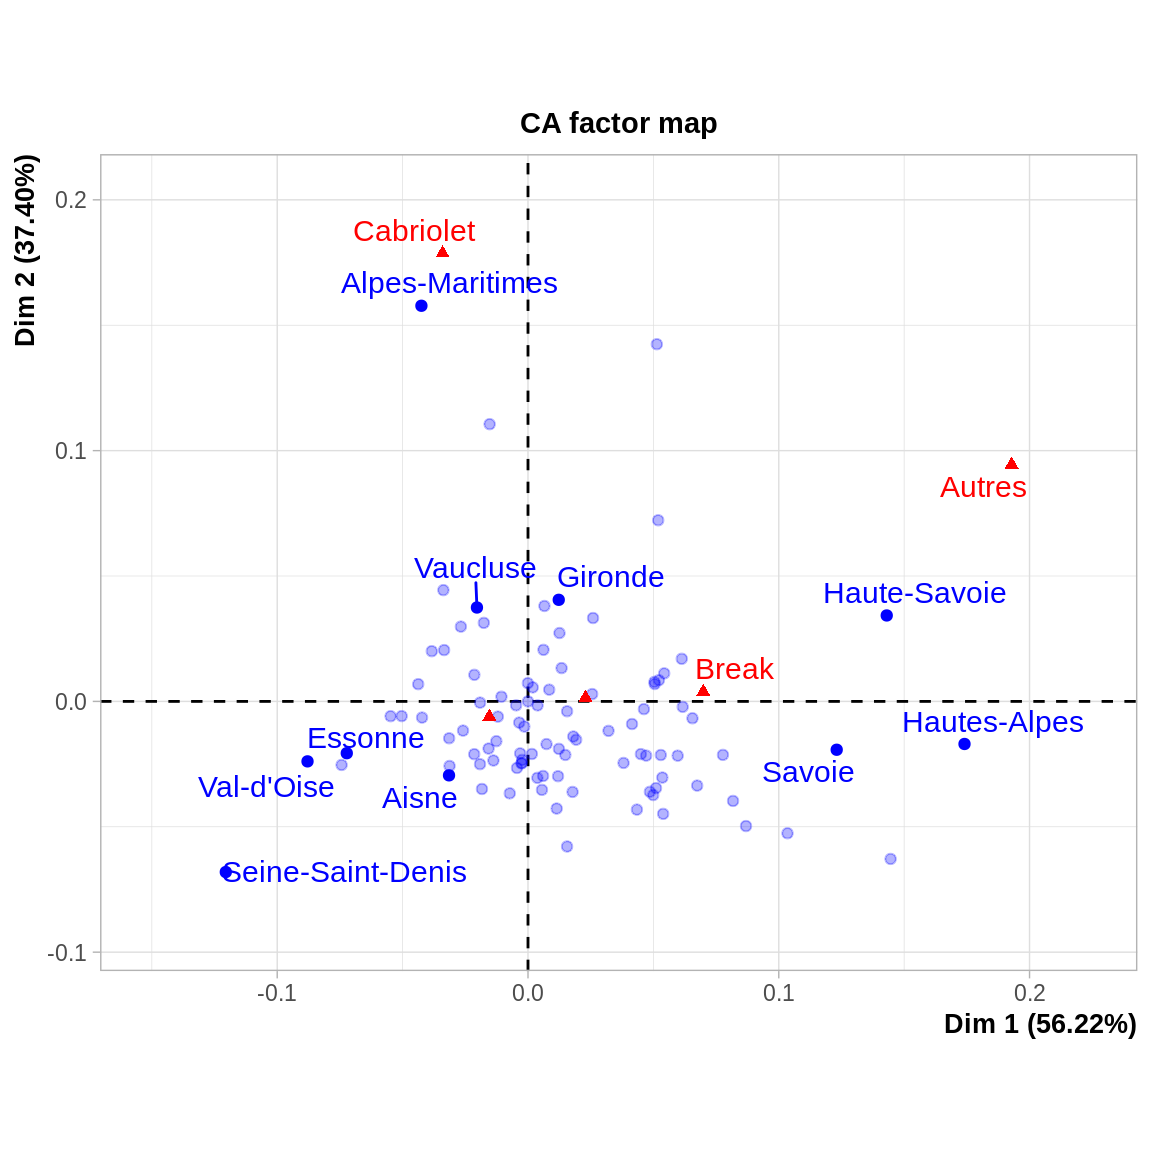 CA factor map
Dim 2 (37.40%)
0.2
Cabriolet
Alpes-Maritimes
0.1
Autres
Vaucluse
Gironde
Haute-Savoie
Break
0.0
Hautes-Alpes
Essonne
Savoie
Val-d'Oise
Aisne
Seine-Saint-Denis
-0.1
-0.1 0.0 0.1 0.2
Dim 1 (56.22%)